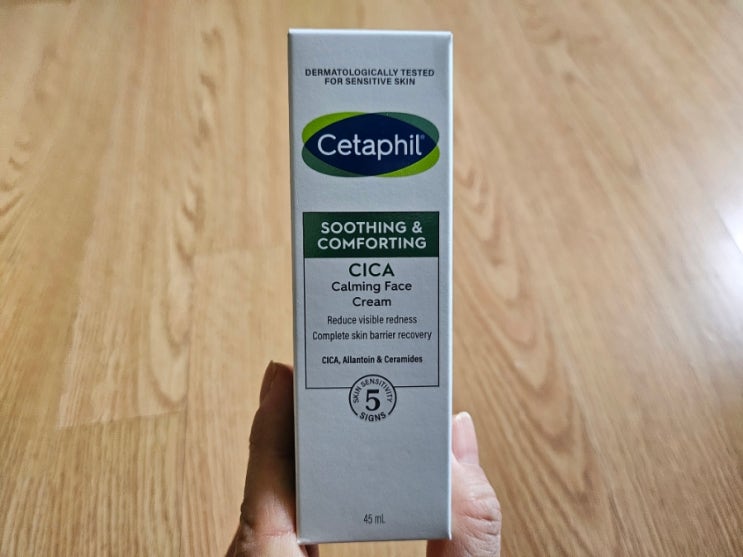 DERMATOLOGICALLY TESTED
FOR SENSITIVE SKIN
Cetaphil®
SOOTHING &
COMFORTING
CICA
Calming Face
Cream
Reduce visible redness
Complete skin barrier recovery
CICA, Allantoin & Ceramides
SKIN SENSITIVITY
5
SIGNS
45 mL